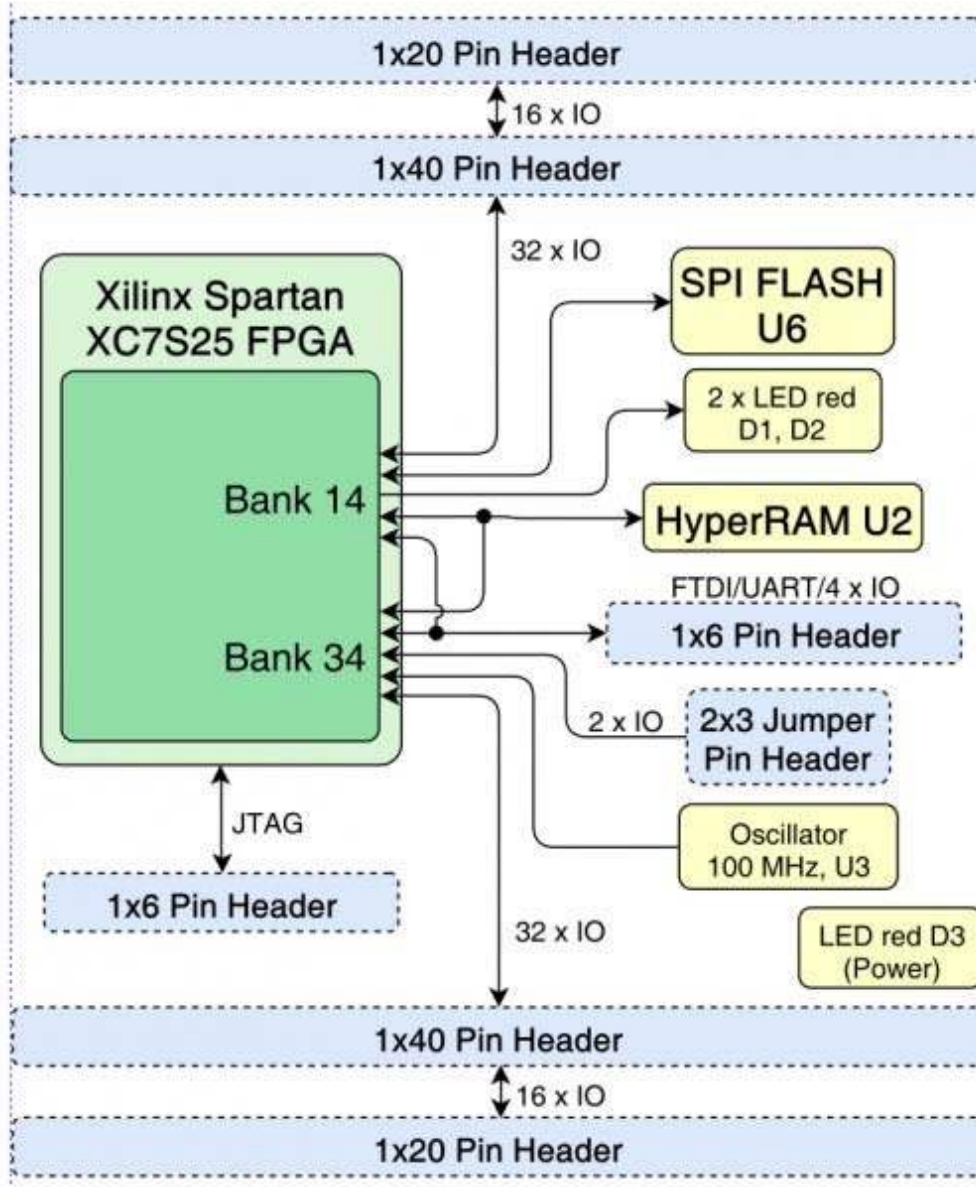 1x20 Pin Header
16 x IO
1x40 Pin Header
32 x IO
Xilinx Spartan
XC7S25 FPGA
SPI FLASH
U6
2 x LED red
D1, D2
Bank 14
HyperRAM U2
FTDI/UART/4 x IO
1x6 Pin Header
Bank 34
2 x IO
2x3 Jumper
Pin Header
JTAG
Oscillator
100 MHz, U3
1x6 Pin Header
32 x IO
LED red D3
(Power)
1x40 Pin Header
16 x IO
1x20 Pin Header